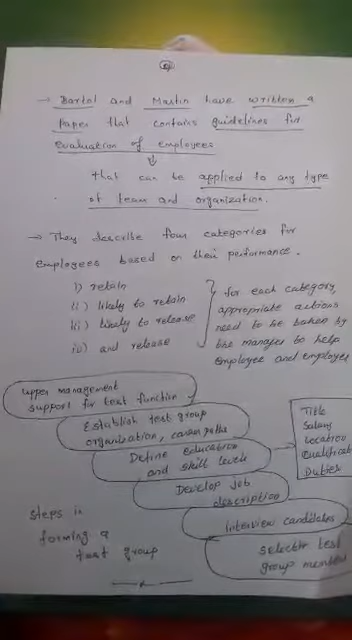 → Bartol and Martin have written a
paper that contains guidelines for
evaluation of employees
↓
that can be applied to any type
of team and organization.
→ They describe four categories for
employees based on their performance.
i) retain
ii) likely to retain
iii) likely to release
iv) and release
for each category,
appropriate actions
need to be taken by
the manager to help
employee and employer
upper management
support for test function
Establish test group
organization, career paths
Define education
and skill levels
Develop job
description
Interview candidates
selection test
group member
Title
Salary
Location
Qualificat
Duties
steps in
forming a
test group